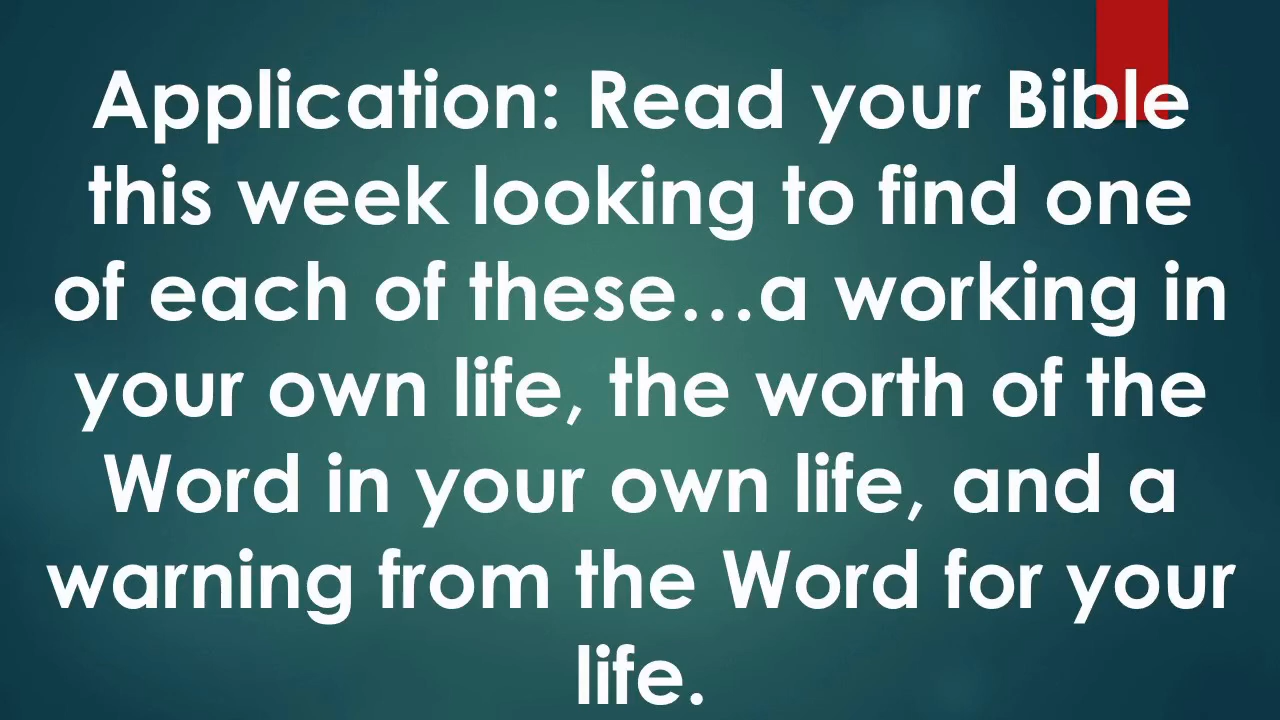 Application: Read your Bible
this week looking to find one
of each of these...a working in
your own life, the worth of the
Word in your own life, and a
warning from the Word for your
life.